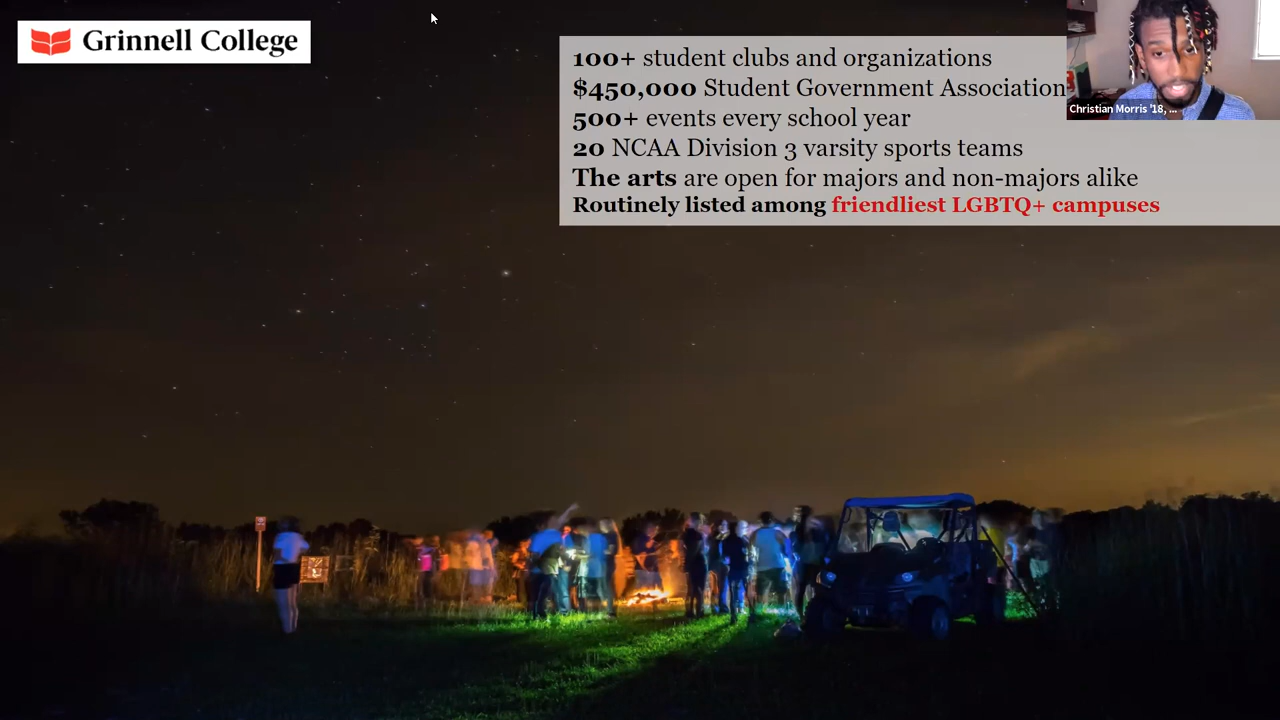 Grinnell College
100+ student clubs and organizations
$450,000 Student Government Association
500+ events every school year
20 NCAA Division 3 varsity sports teams
The arts are open for majors and non-majors alike
Routinely listed among friendliest LGBTQ+ campuses
Christian Morris '18, ...